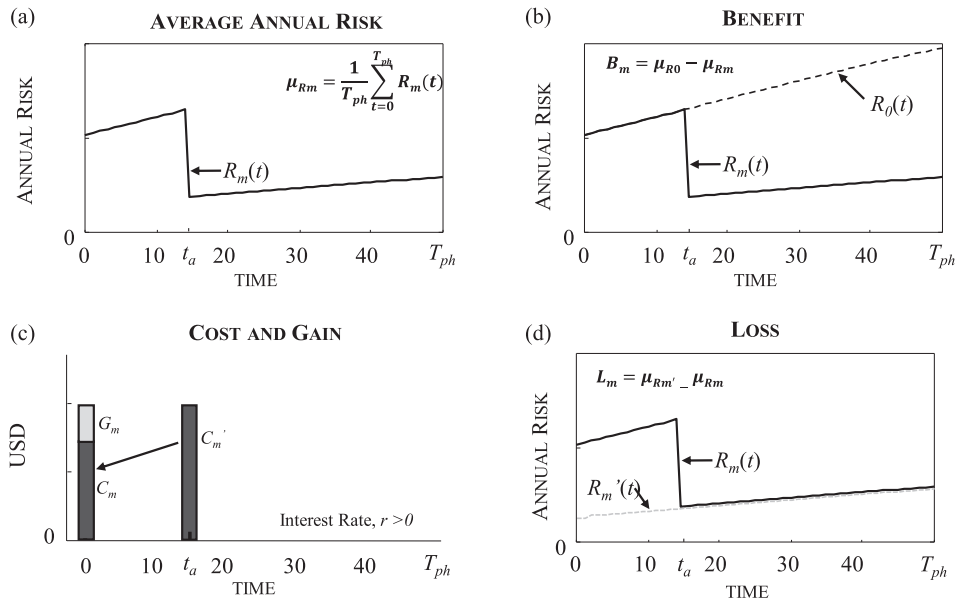 (a)
AVERAGE ANNUAL RISK
μ_Rm = 1/T_ph ∑_{t=0}^{T_ph} R_m(t)
R_m(t)
ANNUAL RISK
0
0 10 t_a 20 30 40 T_ph
TIME
(b)
BENEFIT
B_m = μ_R0 − μ_Rm
R_0(t)
R_m(t)
ANNUAL RISK
0
0 10 t_a 20 30 40 T_ph
TIME
(c)
COST AND GAIN
G_m
C_m'
C_m
USD
Interest Rate, r >0
0
0 10 t_a 20 30 40 T_ph
TIME
(d)
LOSS
L_m = μ_Rm' _ μ_Rm
R_m(t)
R_m'(t)
ANNUAL RISK
0
0 10 t_a 20 30 40 T_ph
TIME